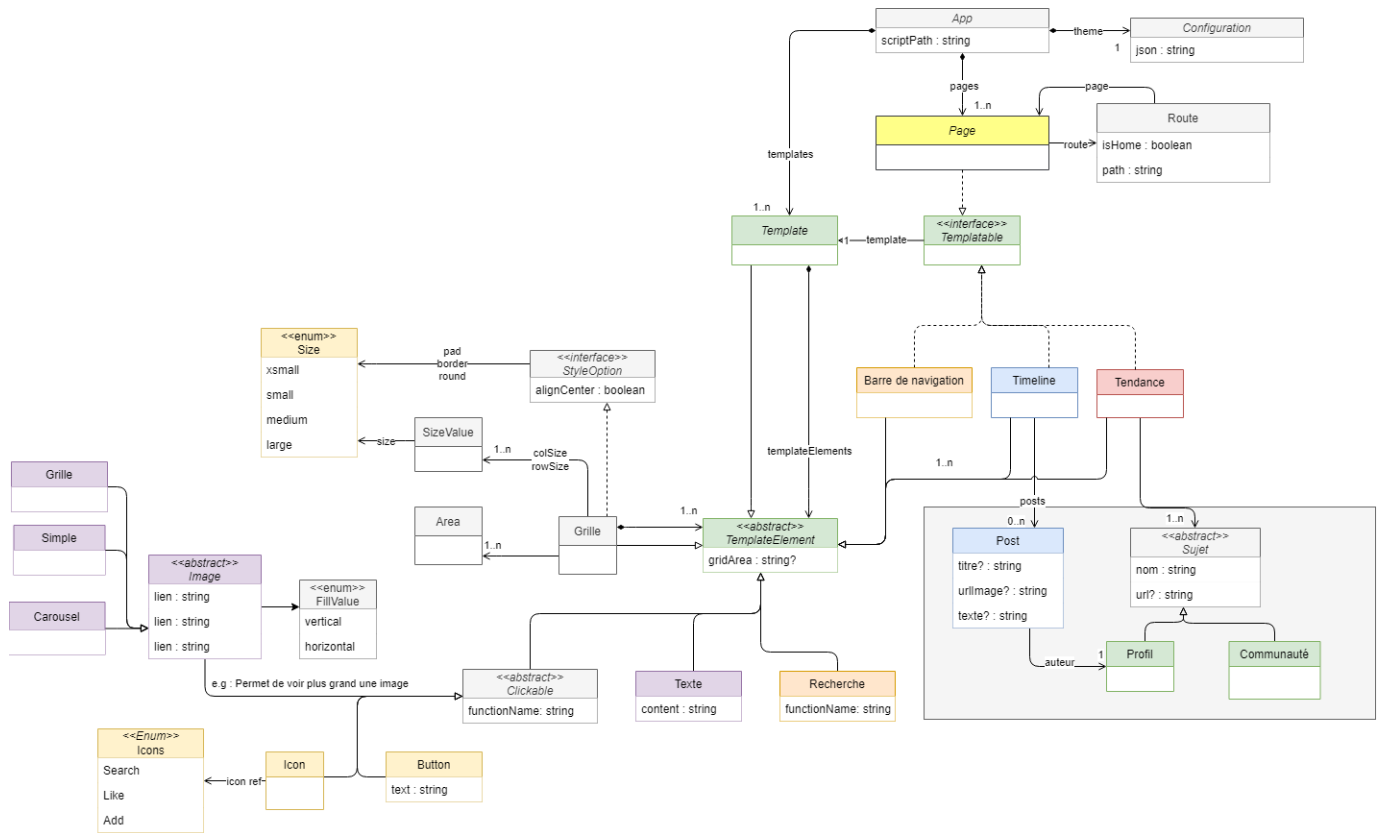 App
scriptPath : string
theme
1
Configuration
json : string
pages
1..n
page
Page
route
Route
isHome : boolean
path : string
templates
1..n
Template
1
template
<<interface>>
Templatable
<<enum>>
Size
xsmall
small
medium
large
pad
border
round
<<interface>>
StyleOption
alignCenter : boolean
Barre de navigation
Timeline
Tendance
size
SizeValue
1..n
colSize
rowSize
templateElements
1..n
Grille
Simple
Carousel
<<abstract>>
Image
lien : string
lien : string
lien : string
<<enum>>
FillValue
vertical
horizontal
Area
1..n
Grille
1..n
<<abstract>>
TemplateElement
gridArea : string?
posts
0..n
1..n
Post
titre? : string
urlImage? : string
texte? : string
<<abstract>>
Sujet
nom : string
url? : string
auteur
1
Profil
Communauté
e.g : Permet de voir plus grand une image
<<abstract>>
Clickable
functionName: string
Texte
content : string
Recherche
functionName: string
<<Enum>>
Icons
Search
Like
Add
icon ref
Icon
Button
text : string